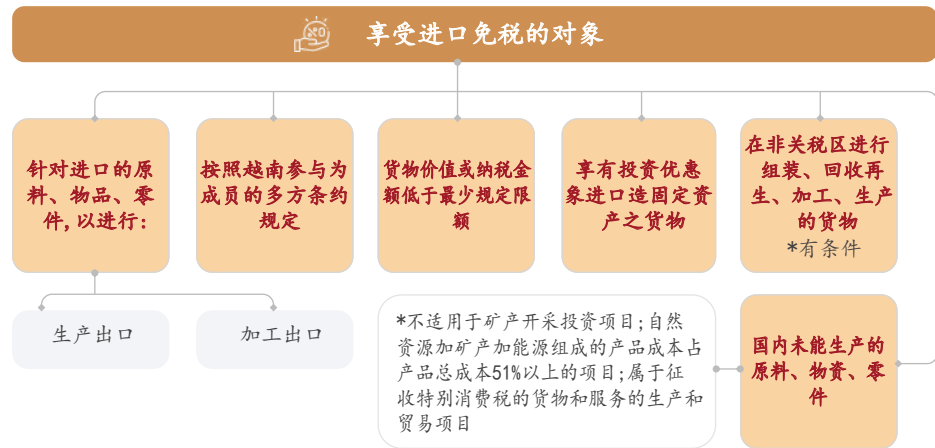 享受进口免税的对象
针对进口的原
料、物品、零
件,以进行:
按照越南参与为
成员的多方条约
规定
货物价值或纳税金
额低于最少规定限
额
享有投资优惠
象进口造固定资
产之货物
在非关税区进行
组装、回收再
生、加工、生产
的货物
*有条件
生产出口
加工出口
*不适用于矿产开采投资项目;自然
资源加矿产加能源组成的产品成本占
产品总成本51%以上的项目;属于征
收特别消费税的货物和服务的生产和
贸易项目
国内未能生产的
原料、物资、零
件